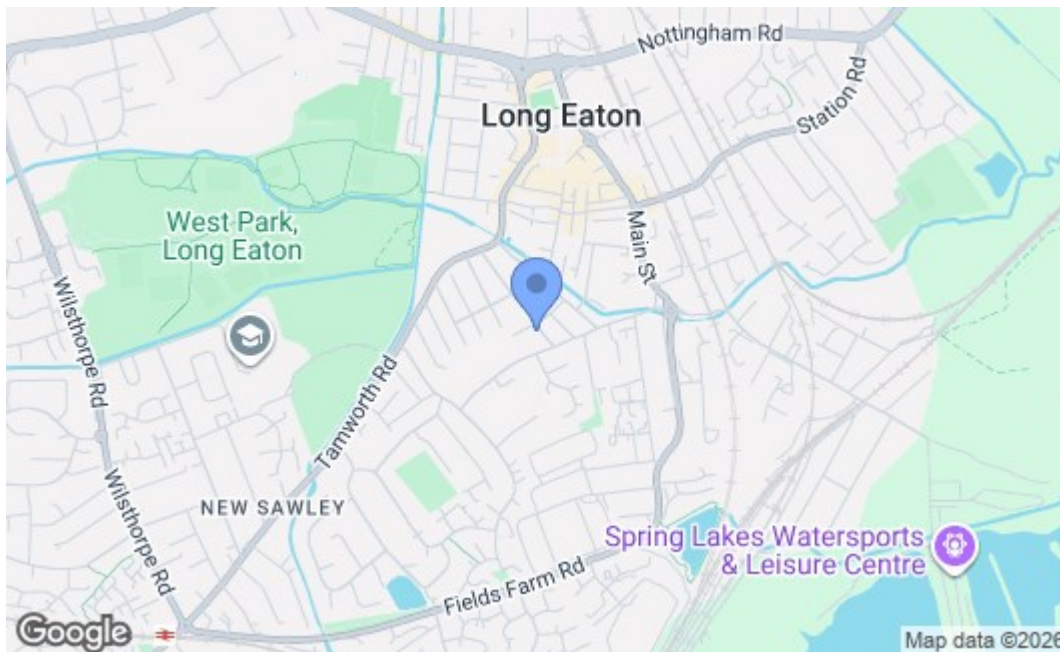 Nottingham Rd
Long Eaton
Station Rd
West Park,
Long Eaton
Main St
Wilsthorpe Rd
Tamworth Rd
Wilsthorpe Rd
NEW SAWLEY
Spring Lakes Watersports
& Leisure Centre
Fields Farm Rd
Google
Map data ©2026